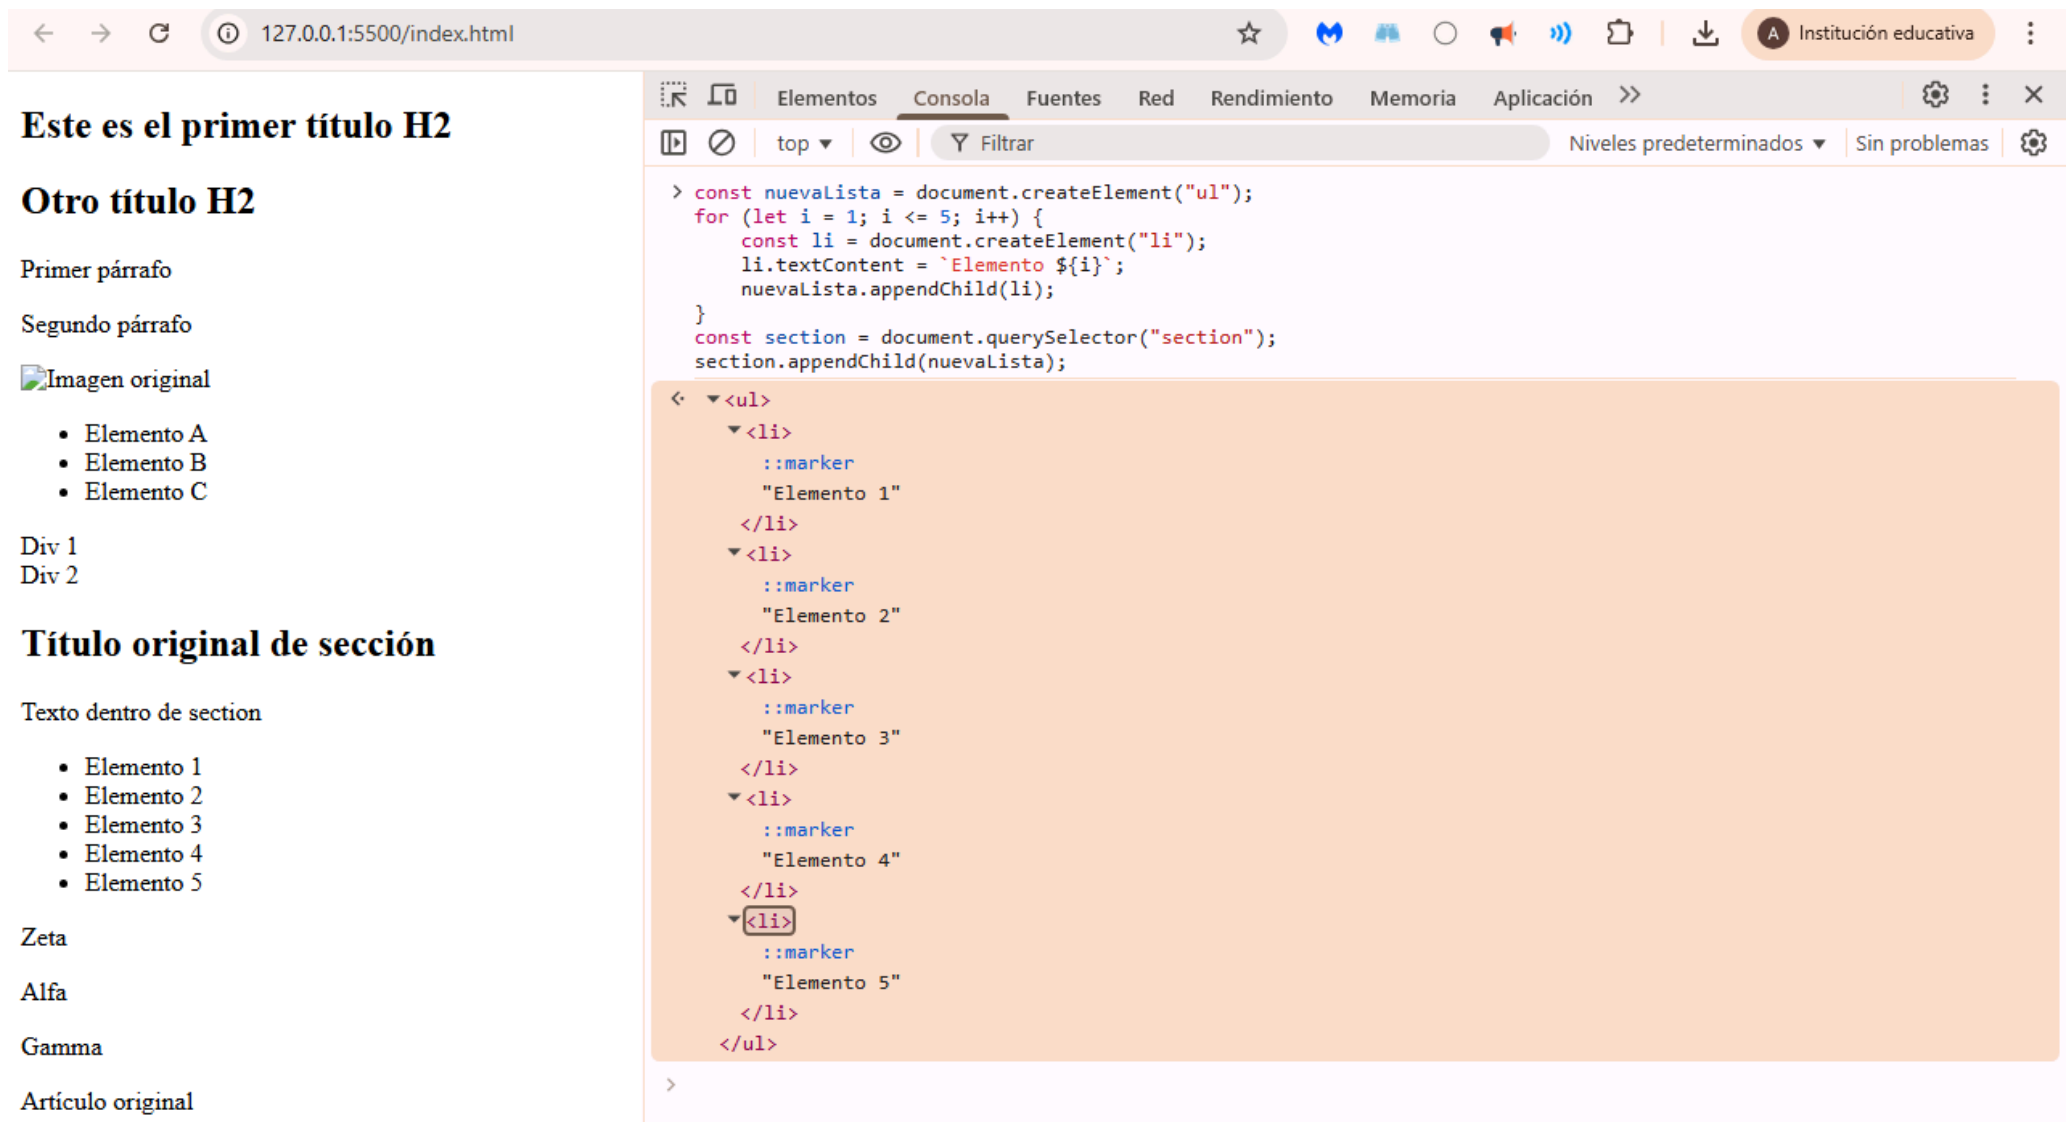 127.0.0.1:5500/index.html
A Institución educativa
Este es el primer título H2
Otro título H2
Primer párrafo
Segundo párrafo
Imagen original
• Elemento A
• Elemento B
• Elemento C
Div 1
Div 2
Título original de sección
Texto dentro de section
• Elemento 1
• Elemento 2
• Elemento 3
• Elemento 4
• Elemento 5
Zeta
Alfa
Gamma
Artículo original
Elementos Consola Fuentes Red Rendimiento Memoria Aplicación
top ▼ Filtrar Niveles predeterminados ▼ Sin problemas
> const nuevaLista = document.createElement("ul");
for (let i = 1; i <= 5; i++) {
    const li = document.createElement("li");
    li.textContent = `Elemento ${i}`;
    nuevaLista.appendChild(li);
}
const section = document.querySelector("section");
section.appendChild(nuevaLista);
▼<ul>
▼<li>
::marker
"Elemento 1"
</li>
▼<li>
::marker
"Elemento 2"
</li>
▼<li>
::marker
"Elemento 3"
</li>
▼<li>
::marker
"Elemento 4"
</li>
▼<li>
::marker
"Elemento 5"
</li>
</ul>
>